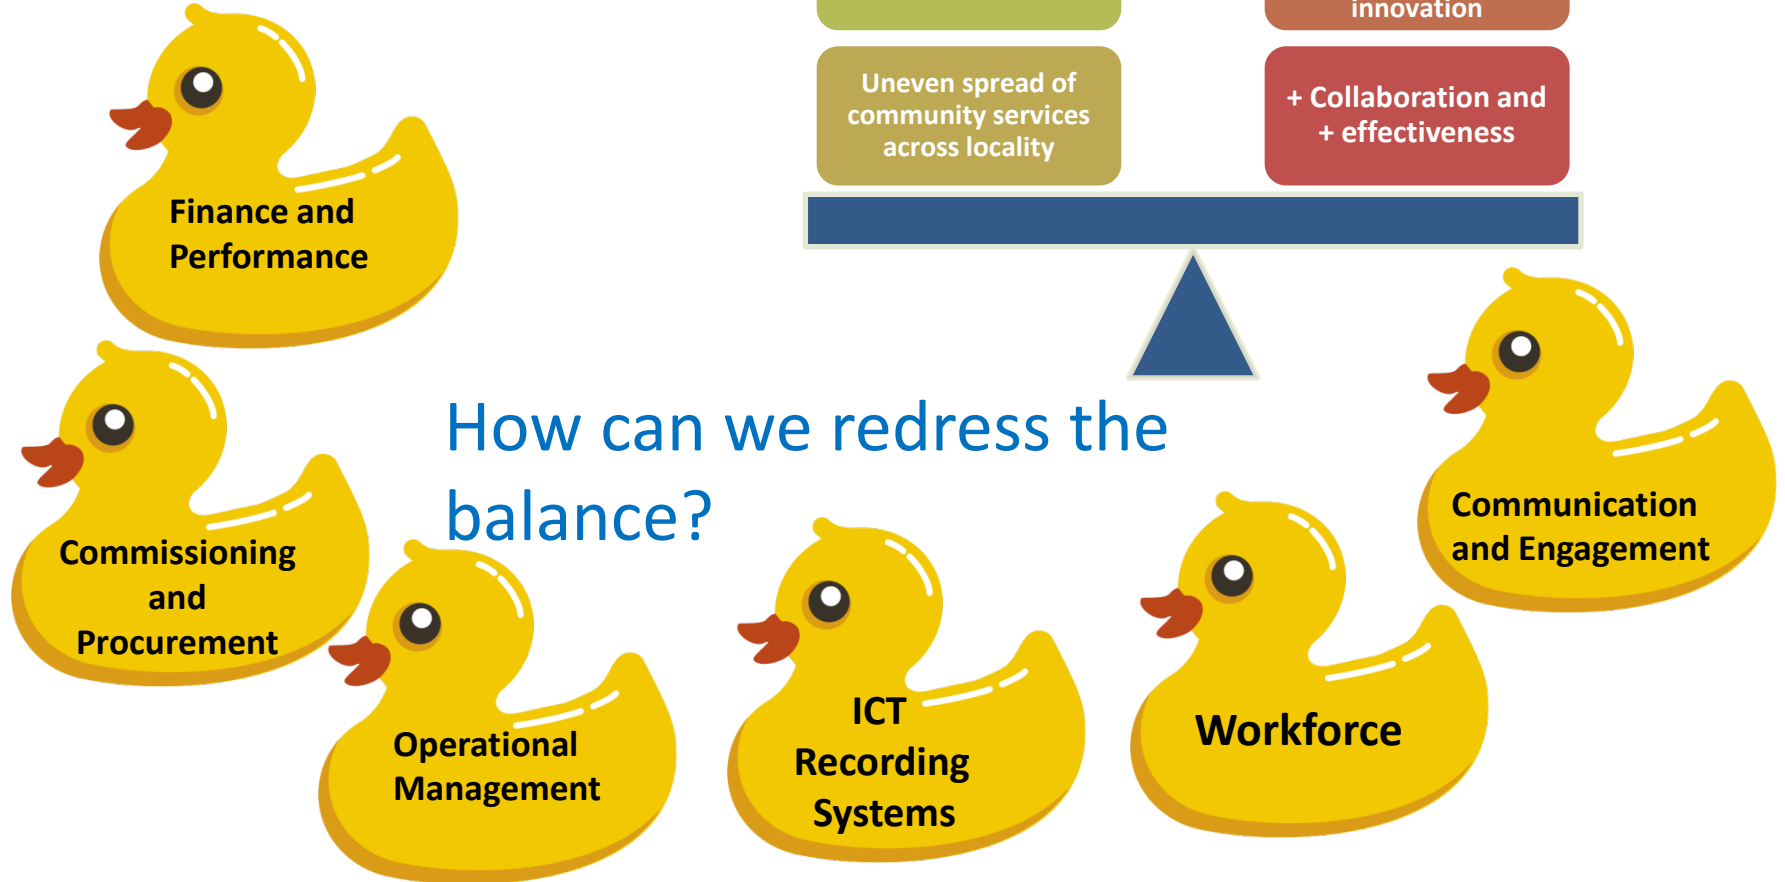 innovation
Uneven spread of
community services
across locality
+ Collaboration and
+ effectiveness
Finance and
Performance
How can we redress the
balance?
Commissioning
and
Procurement
Operational
Management
ICT
Recording
Systems
Workforce
Communication
and Engagement